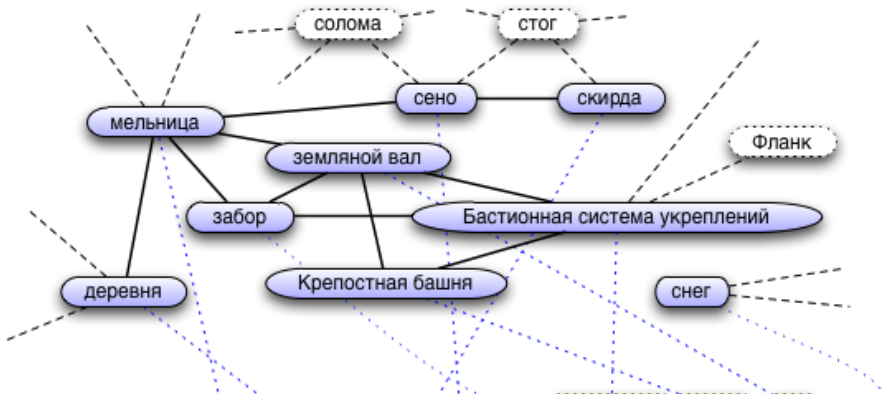 солома
стог
сено
скирда
мельница
Фланк
земляной вал
забор
Бастионная система укреплений
Крепостная башня
деревня
снег